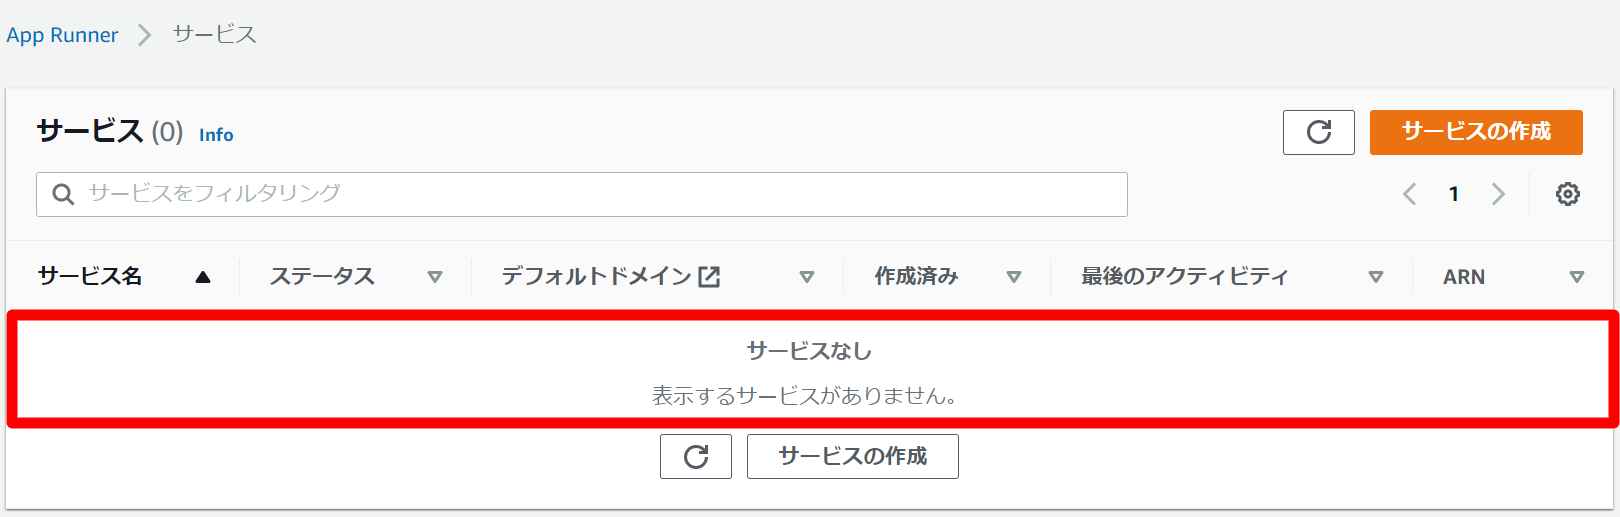 App Runner サービス
サービス (0) Info
サービスの作成
サービスをフィルタリング
1
サービス名 ステータス デフォルトドメイン 作成済み 最後のアクティビティ ARN
サービスなし
表示するサービスがありません。
サービスの作成